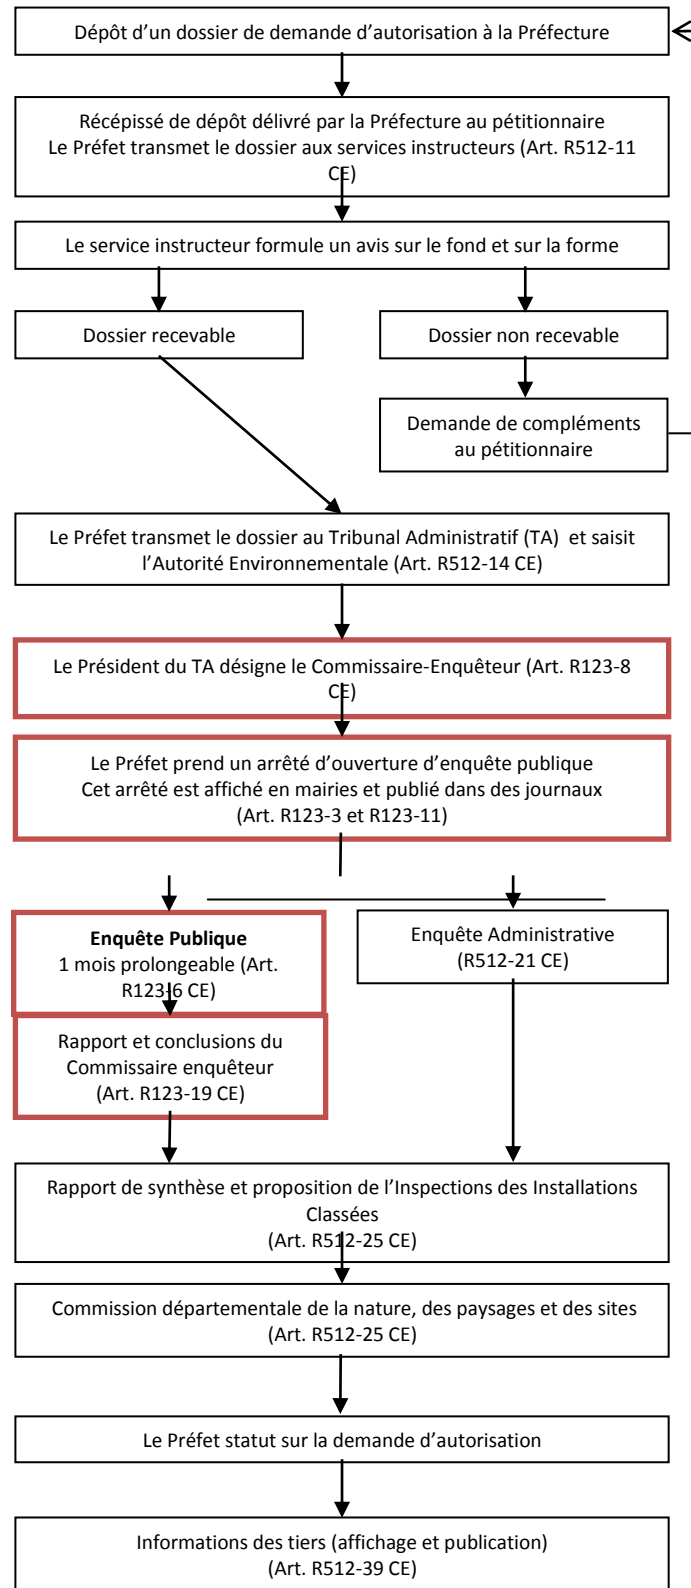 Dépôt d’un dossier de demande d’autorisation à la Préfecture
Récépissé de dépôt délivré par la Préfecture au pétitionnaire
Le Préfet transmet le dossier aux services instructeurs (Art. R512-11
CE)
Le service instructeur formule un avis sur le fond et sur la forme
Dossier recevable
Dossier non recevable
Demande de compléments
au pétitionnaire
Le Préfet transmet le dossier au Tribunal Administratif (TA) et saisit
l’Autorité Environnementale (Art. R512-14 CE)
Le Président du TA désigne le Commissaire-Enquêteur (Art. R123-8
CE)
Le Préfet prend un arrêté d’ouverture d’enquête publique
Cet arrêté est affiché en mairies et publié dans des journaux
(Art. R123-3 et R123-11)
Enquête Publique
1 mois prolongeable (Art.
R123-6 CE)
Enquête Administrative
(R512-21 CE)
Rapport et conclusions du
Commissaire enquêteur
(Art. R123-19 CE)
Rapport de synthèse et proposition de l’Inspections des Installations
Classées
(Art. R512-25 CE)
Commission départementale de la nature, des paysages et des sites
(Art. R512-25 CE)
Le Préfet statut sur la demande d’autorisation
Informations des tiers (affichage et publication)
(Art. R512-39 CE)